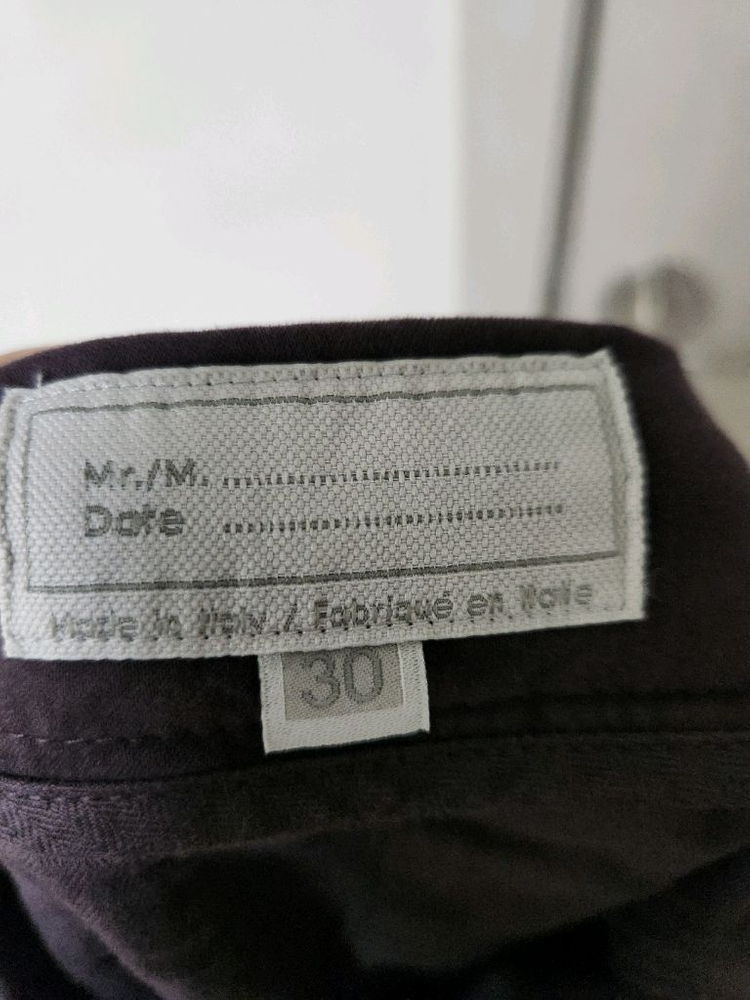 Mr./M. ....................
Date ....................
Made in Italy / Fabriqué en Italie
30